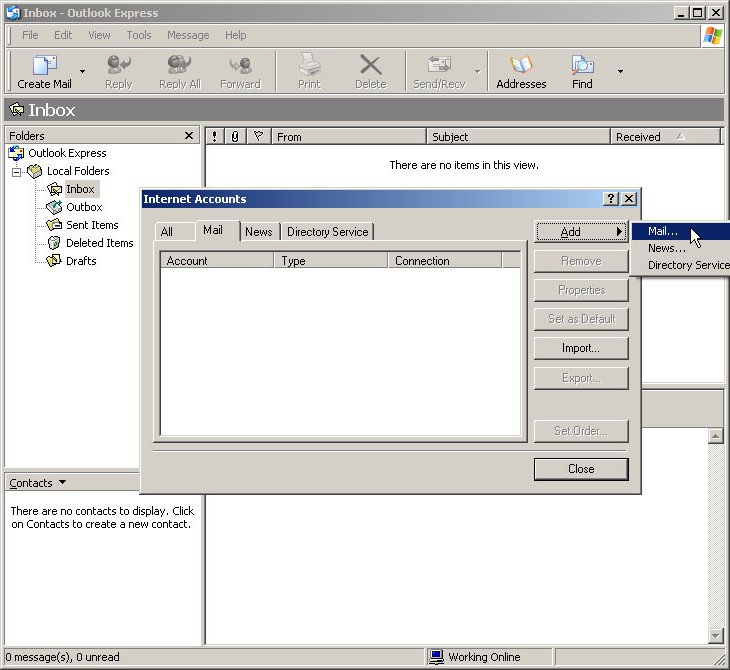 Inbox - Outlook Express
File Edit View Tools Message Help
Create Mail Reply Reply All Forward Print Delete Send/Recv Addresses Find
Inbox
Folders
Outlook Express
Local Folders
Inbox
Outbox
Sent Items
Deleted Items
Drafts
! From Subject Received
There are no items in this view.
Internet Accounts
All Mail News Directory Service
Account Type Connection
Add
Remove
Properties
Set as Default
Import...
Export...
Set Order...
Close
Mail...
News...
Directory Service
Contacts
There are no contacts to display. Click
on Contacts to create a new contact.
0 message(s), 0 unread
Working Online